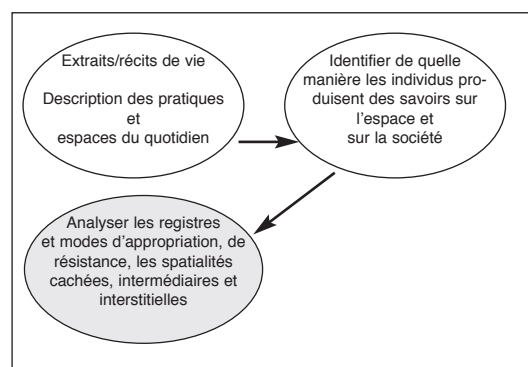 Extraits/récits de vie
Description des pratiques
et
espaces du quotidien
Identifier de quelle
manière les individus pro-
duisent des savoirs sur
l'espace et
sur la société
Analyser les registres
et modes d'appropriation, de
résistance, les spatialités
cachées, intermédiaires et
interstitielles